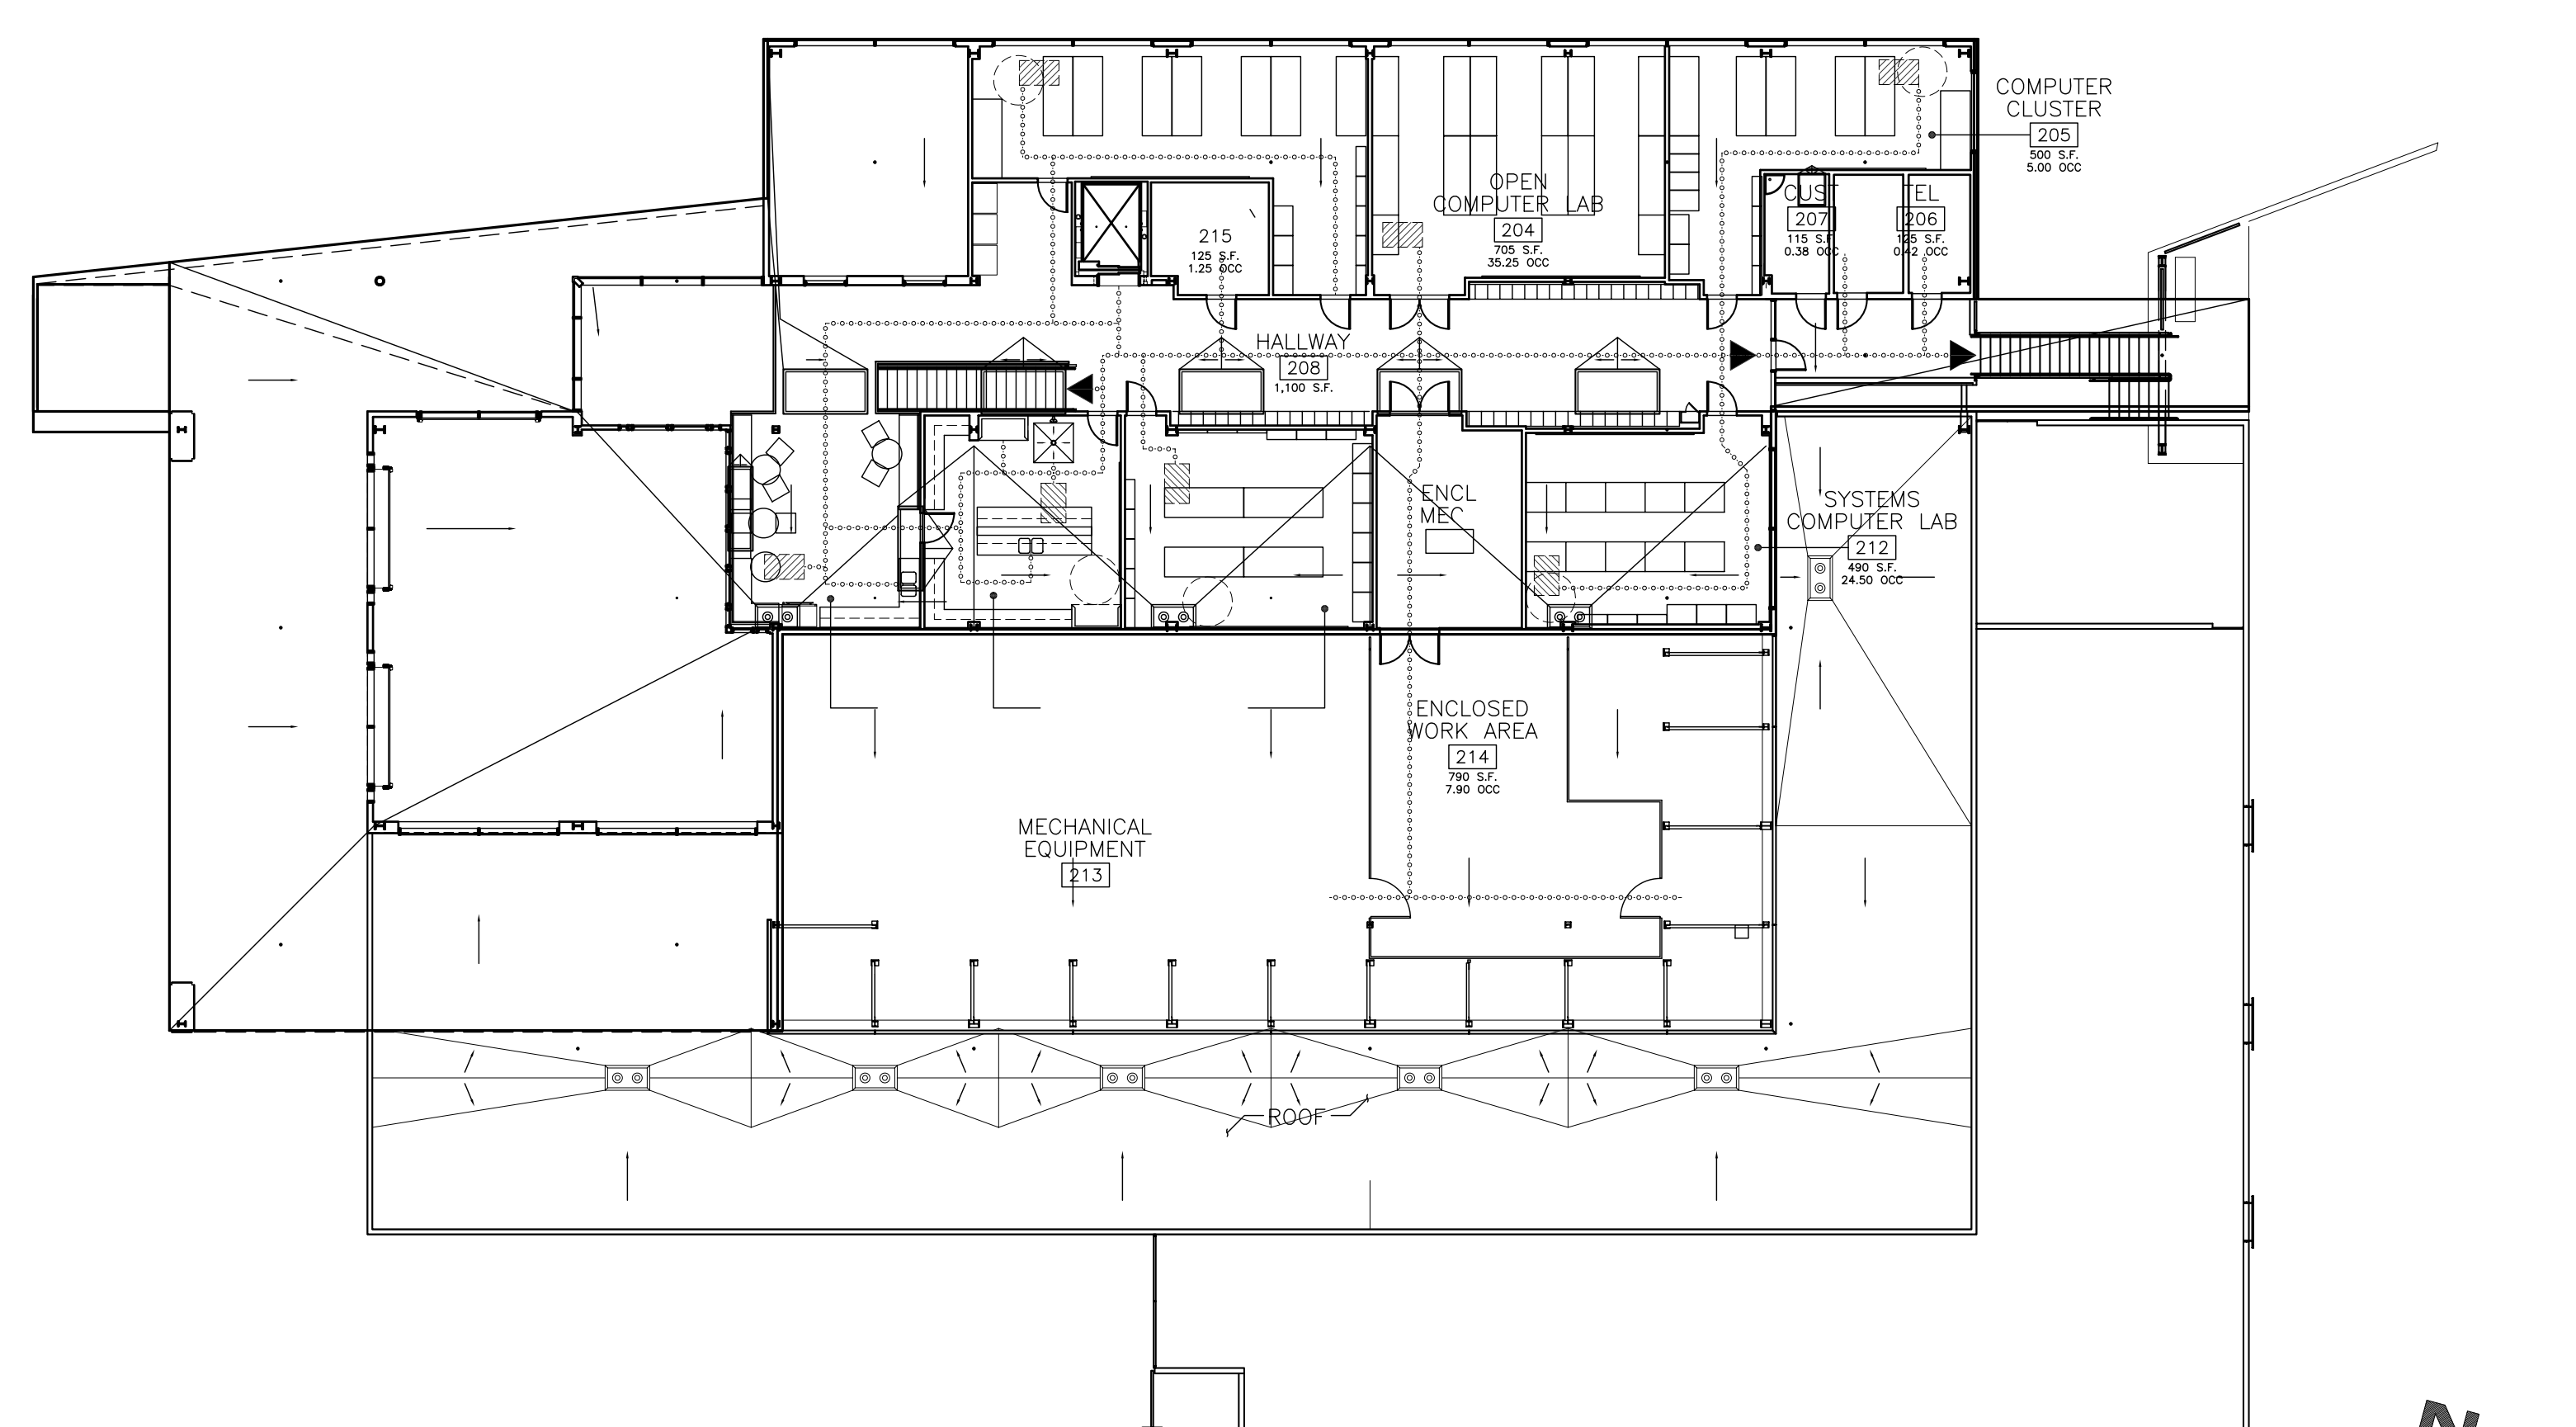 COMPUTER
CLUSTER
205
500 S.F.
5.00 OCC
OPEN
COMPUTER LAB
204
705 S.F.
35.25 OCC
CUST
207
115 S.F.
0.38 OCC
TEL
206
125 S.F.
0.42 OCC
215
125 S.F.
1.25 OCC
HALLWAY
208
1,100 S.F.
ENCL
MEC
SYSTEMS
COMPUTER LAB
212
490 S.F.
24.50 OCC
ENCLOSED
WORK AREA
214
790 S.F.
7.90 OCC
MECHANICAL
EQUIPMENT
213
ROOF
N